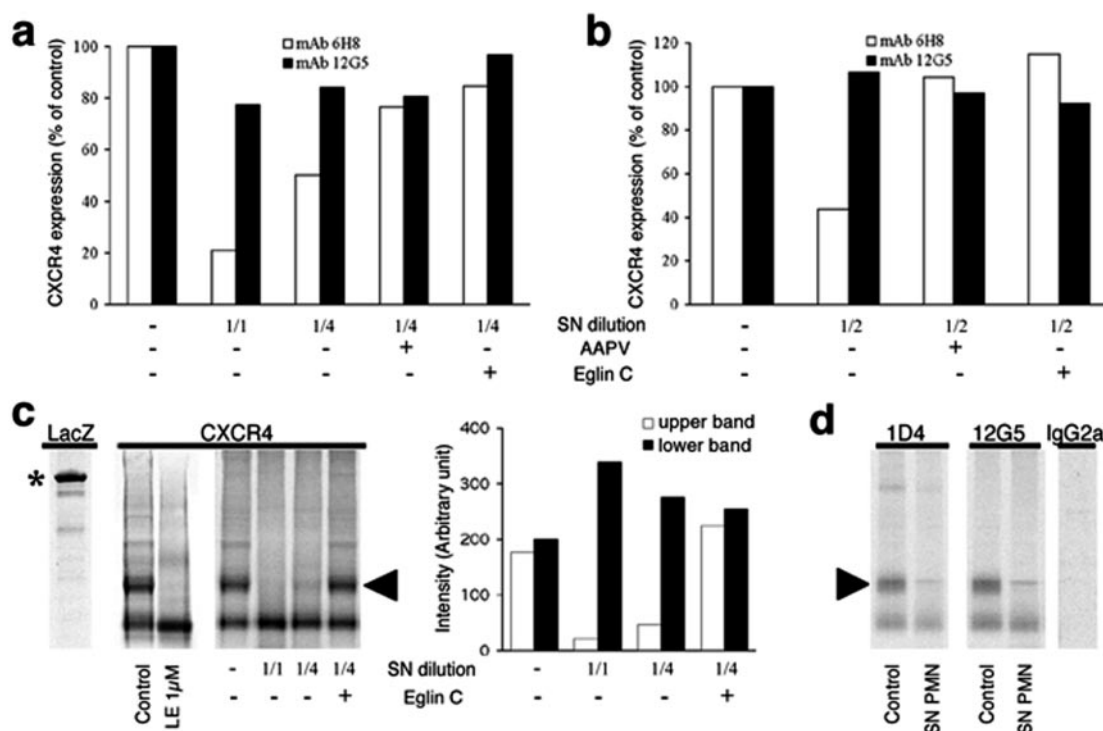 a
b
CXCR4 expression (% of control)
100
80
60
40
20
0
mAb 6H8
mAb 12G5
CXCR4 expression (% of control)
120
100
80
60
40
20
0
mAb 6H8
mAb 12G5
- 1/1 1/4 1/4 1/4 SN dilution - 1/2 1/2 1/2
- - - + - AAPV - - + -
- - - - + Eglin C - - - +
c
LacZ
CXCR4
*
Control
LE 1µM
- 1/1 1/4 1/4
- - - +
Intensity (Arbitrary unit)
400
300
200
100
0
upper band
lower band
SN dilution - 1/1 1/4 1/4
Eglin C - - - +
d
1D4 12G5 IgG2a
Control
SN PMN
Control
SN PMN